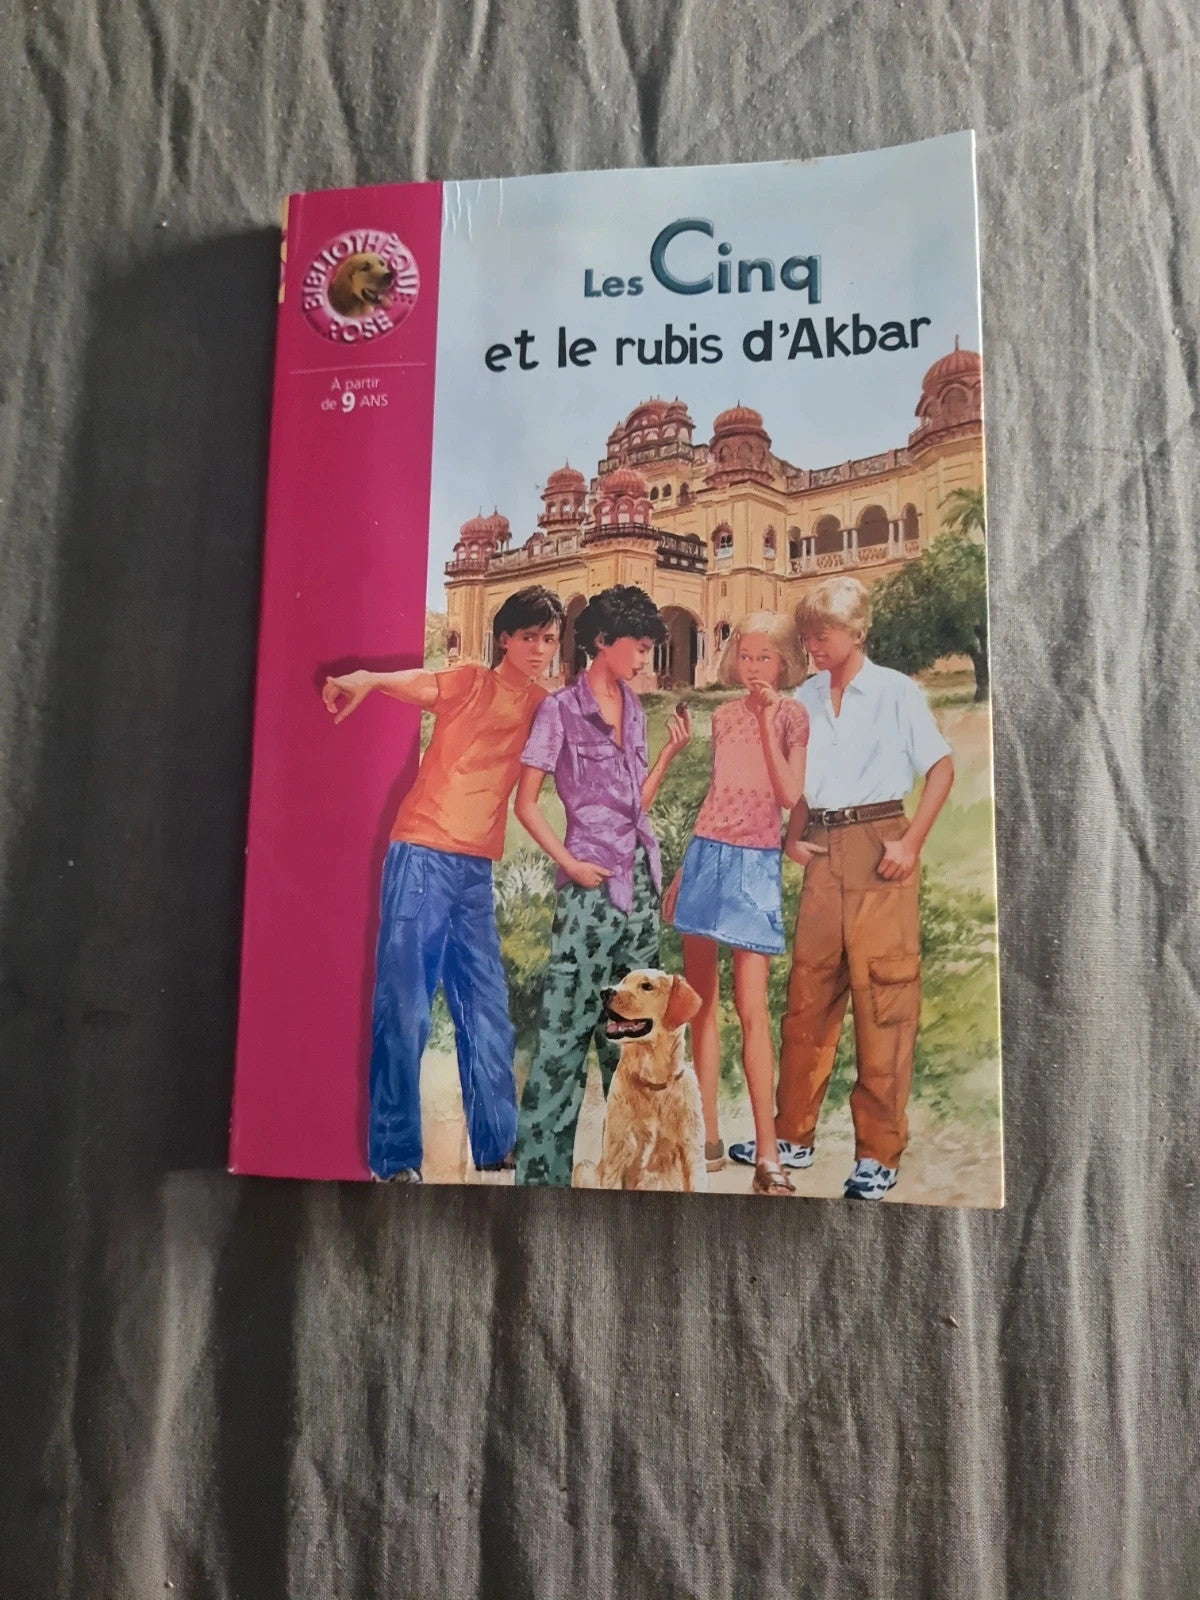 BIBLIOTHÈQUE
ROSE
À partir
de 9 ANS
Les Cinq
et le rubis d'Akbar